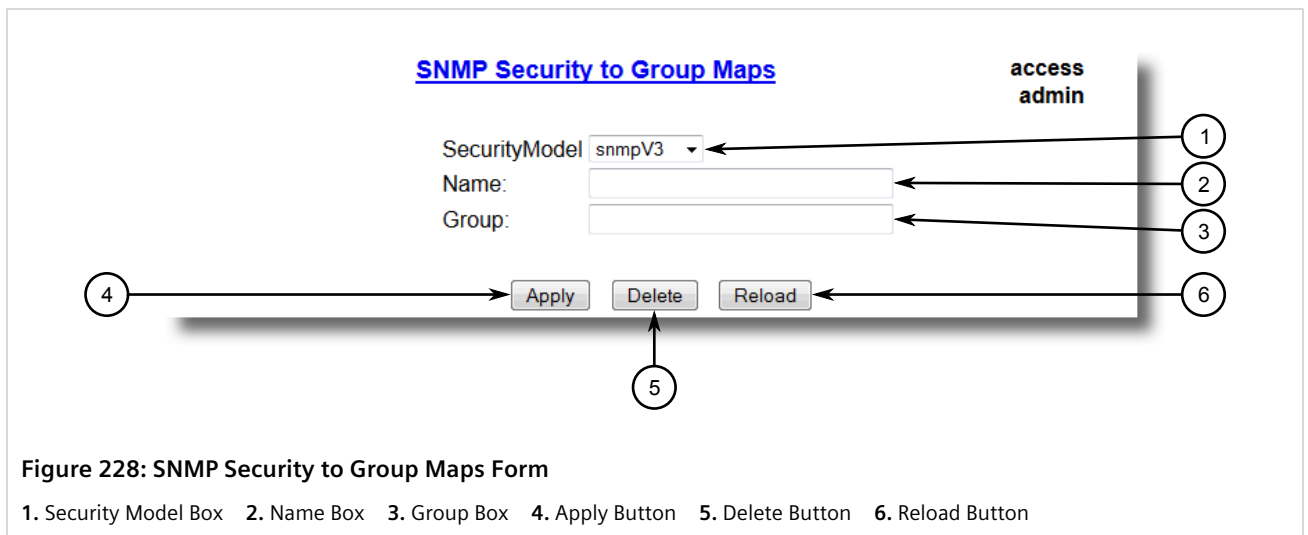 SNMP Security to Group Maps
access
admin
SecurityModel snmpV3
1
Name:
2
Group:
3
4
Apply Delete Reload
6
5
Figure 228: SNMP Security to Group Maps Form
1. Security Model Box 2. Name Box 3. Group Box 4. Apply Button 5. Delete Button 6. Reload Button